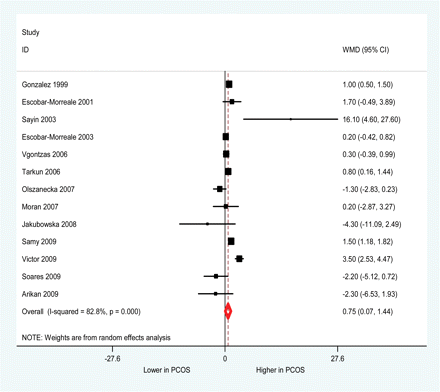 Study
ID WMD (95% CI)
Gonzalez 1999 1.00 (0.50, 1.50)
Escobar-Morreale 2001 1.70 (-0.49, 3.89)
Sayin 2003 16.10 (4.60, 27.60)
Escobar-Morreale 2003 0.20 (-0.42, 0.82)
Vgontzas 2006 0.30 (-0.39, 0.99)
Tarkun 2006 0.80 (0.16, 1.44)
Olszanecka 2007 -1.30 (-2.83, 0.23)
Moran 2007 0.20 (-2.87, 3.27)
Jakubowska 2008 -4.30 (-11.09, 2.49)
Samy 2009 1.50 (1.18, 1.82)
Victor 2009 3.50 (2.53, 4.47)
Soares 2009 -2.20 (-5.12, 0.72)
Arikan 2009 -2.30 (-6.53, 1.93)
Overall (I-squared = 82.8%, p = 0.000) 0.75 (0.07, 1.44)
NOTE: Weights are from random effects analysis
-27.6 0 27.6
Lower in PCOS Higher in PCOS